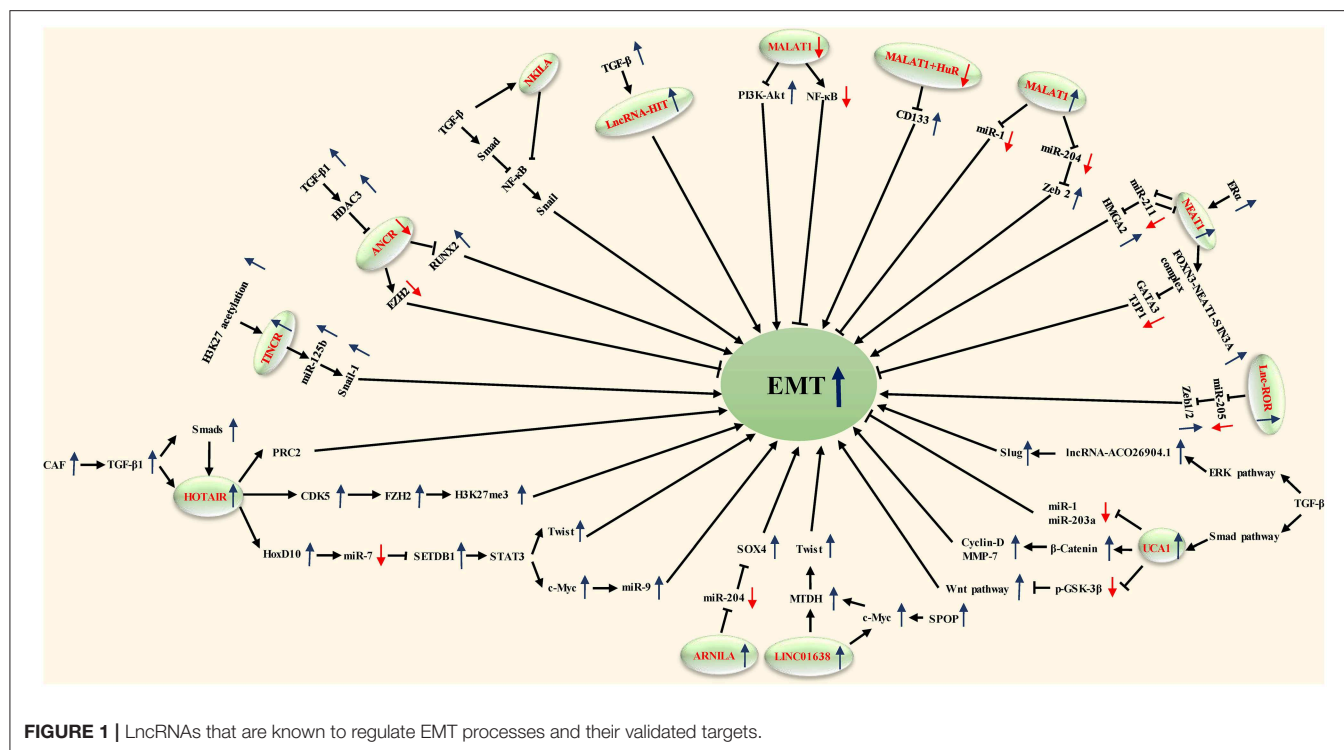 NKILA
TGF-β
Smad
NF-κB
Snail
TGF-β
LncRNA-HIT
MALAT1
PI3K-Akt
NF-κB
MALAT1+HuR
CD133
MALAT1
miR-1
miR-204
Zeb 2
ERα
NEAT1
miR-211
HMGA2
FOXN3-NEAT1-SIN3A
complex
GATA3
TJP1
TGF-β1
HDAC3
ANCR
RUNX2
EZH2
H3K27 acetylation
TINCR
miR-125b
Snail-1
EMT
Lnc-ROR
miR-205
Zeb1/2
CAF
TGF-β1
Smads
HOTAIR
PRC2
CDK5
FZH2
H3K27me3
HoxD10
miR-7
SETDB1
STAT3
Twist
c-Myc
miR-9
Slug
lncRNA-ACO26904.1
ERK pathway
TGF-β
Smad pathway
UCA1
miR-1
miR-203a
β-Catenin
Cyclin-D
MMP-7
p-GSK-3β
Wnt pathway
SOX4
miR-204
ARNILA
Twist
MTDH
LINC01638
c-Myc
SPOP
FIGURE 1 | LncRNAs that are known to regulate EMT processes and their validated targets.